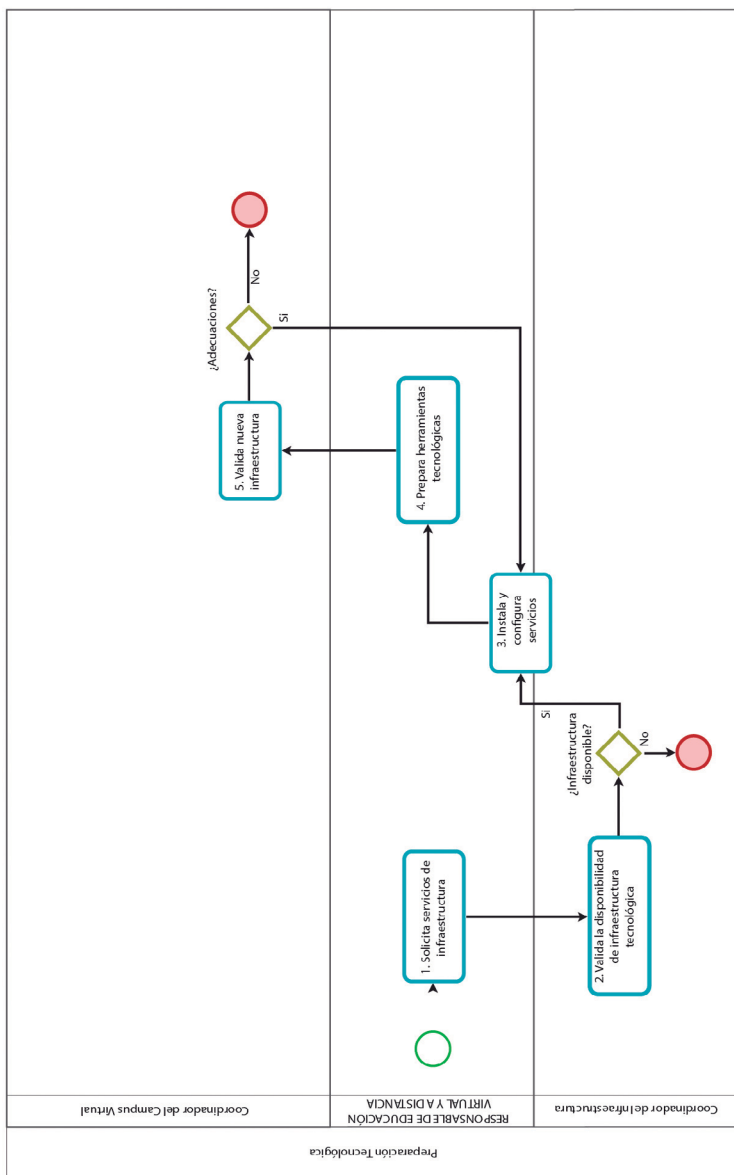 Preparación Tecnológica
Coordinador del Campus Virtual
RESPONSABLE DE EDUCACIÓN
VIRTUAL Y A DISTANCIA
Coordinador de Infraestructura
1. Solicita servicios de
infraestructura
2. Valida la disponibilidad
de infraestructura
tecnológica
¿Infraestructura
disponible?
No
Si
3. Instala y
configura
servicios
4. Prepara herramientas
tecnológicas
5. Valida nueva
infraestructura
¿Adecuaciones?
No
Si